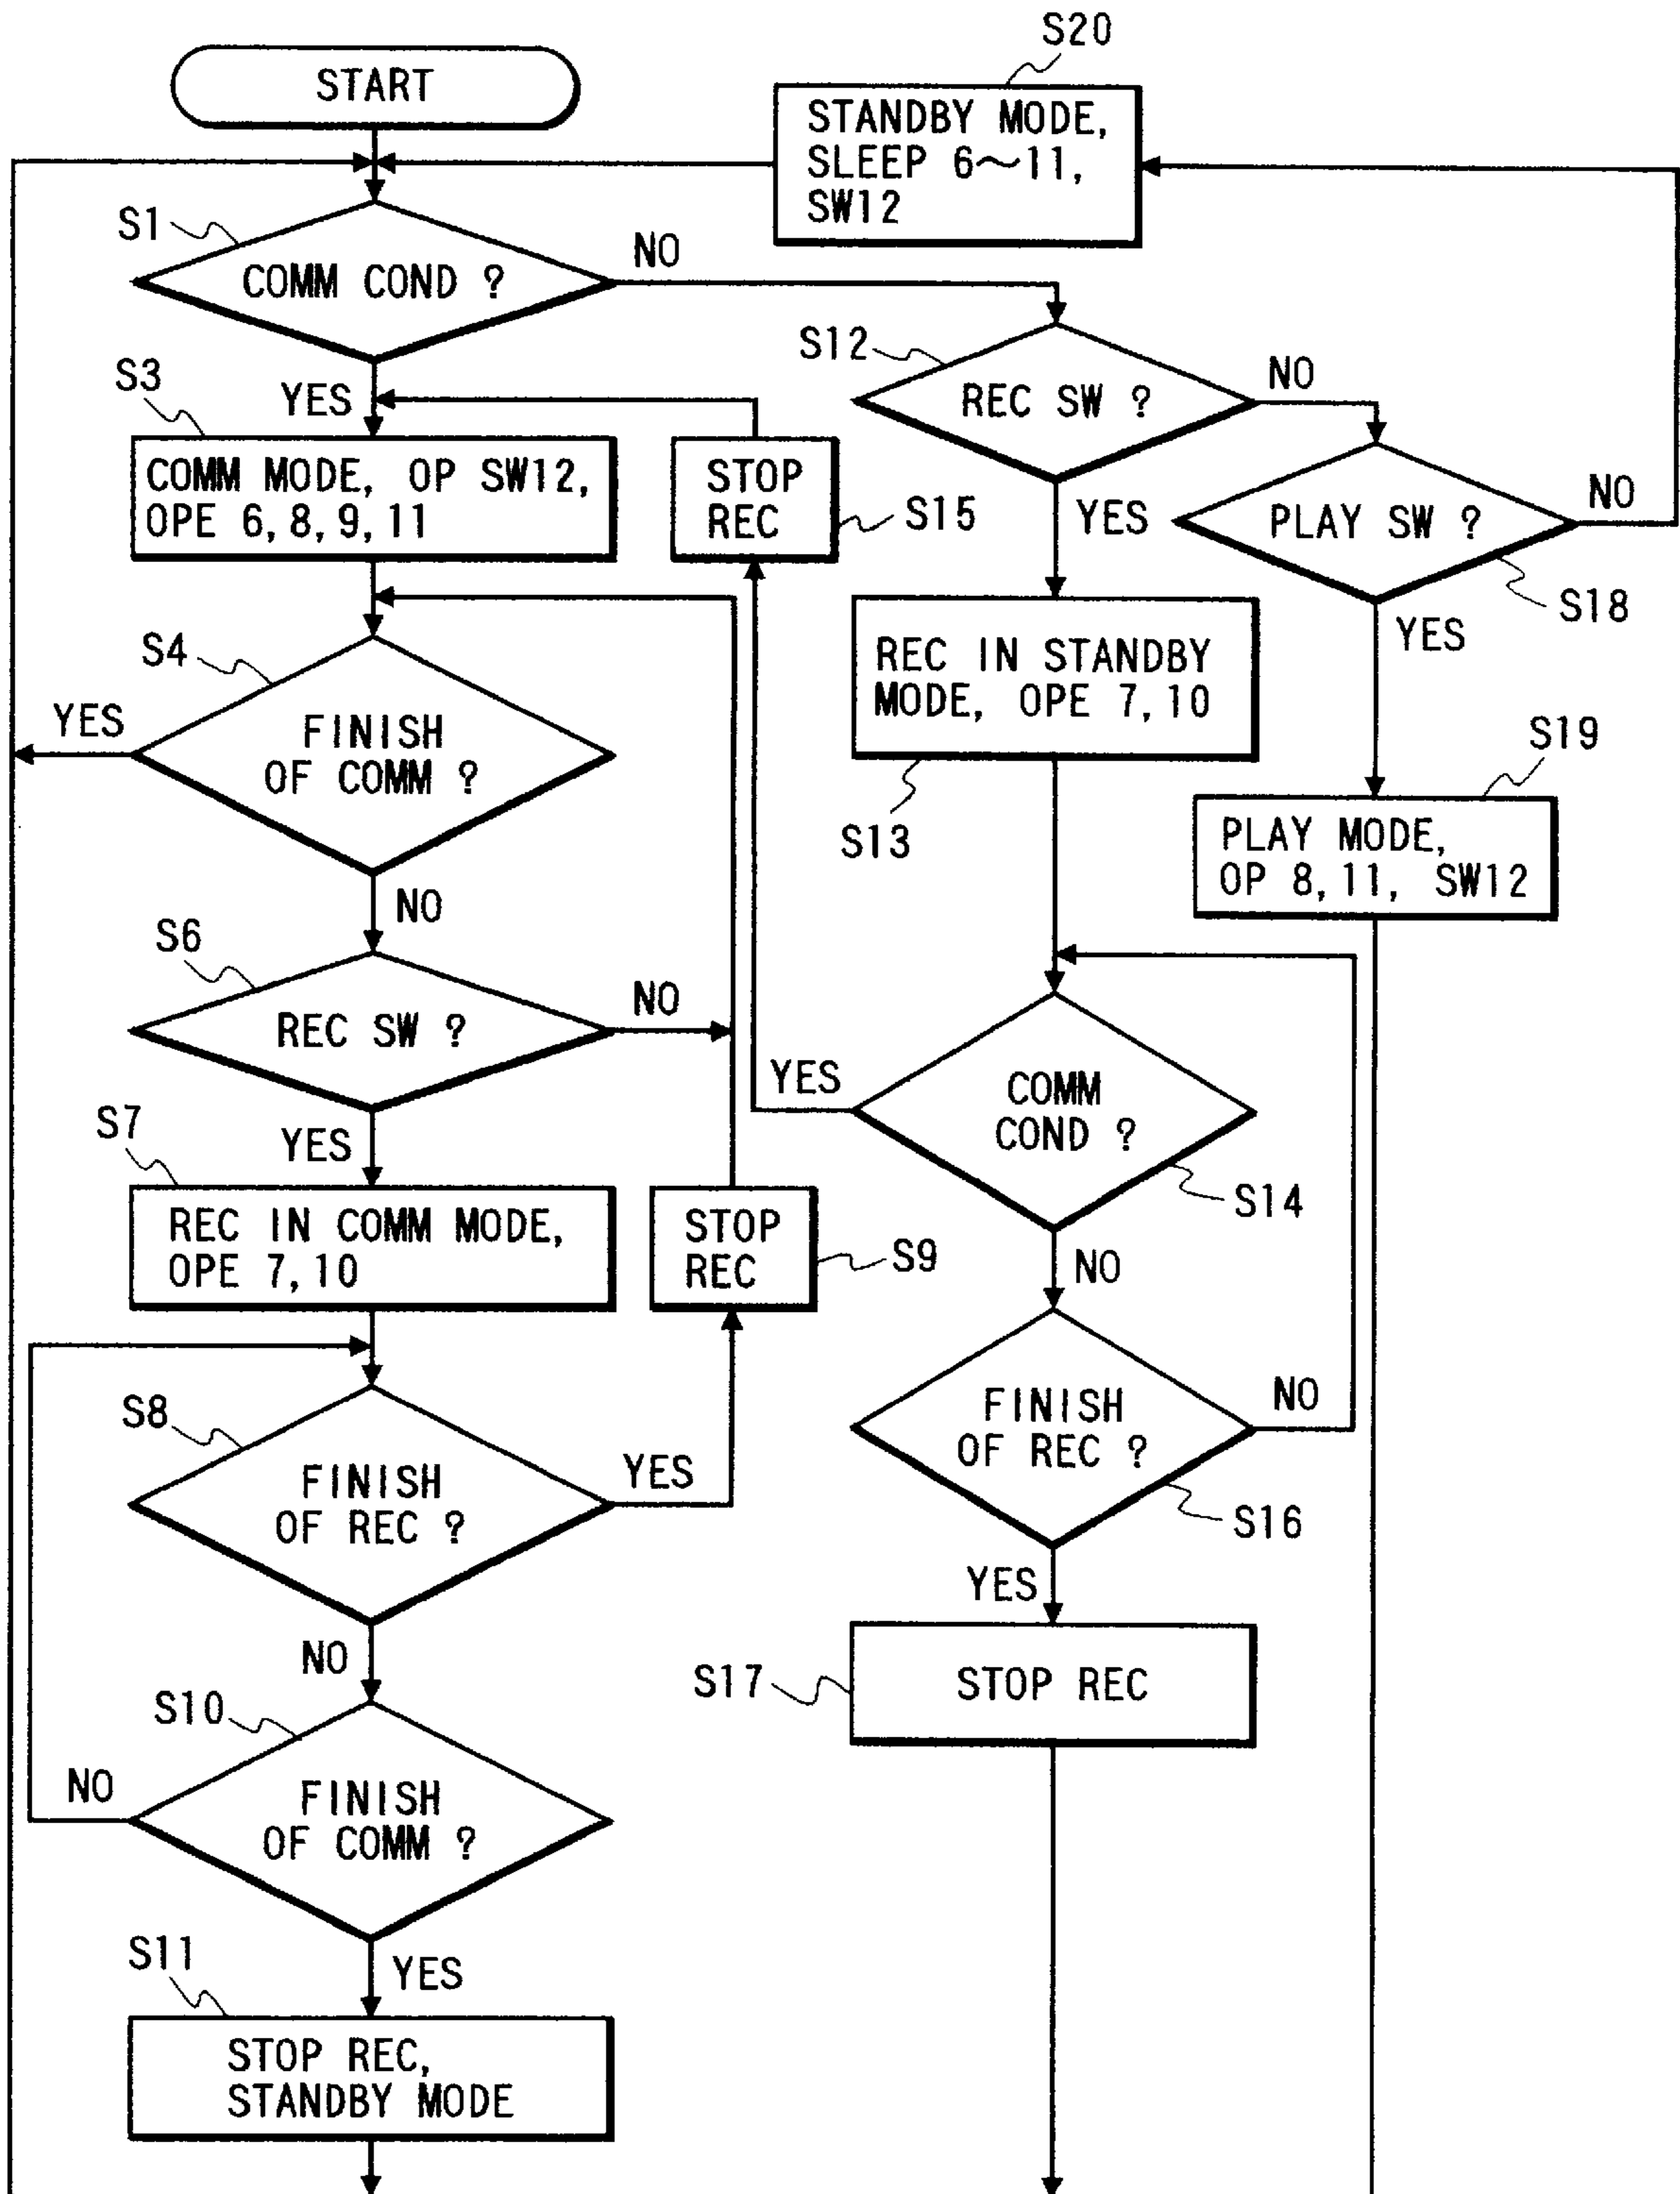 S20
START
STANDBY MODE,
SLEEP 6~11,
SW12
S1
COMM COND ?
NO
S12
REC SW ?
NO
S3
YES
COMM MODE, OP SW12,
OPE 6, 8, 9, 11
STOP
REC
S15
YES
PLAY SW ?
NO
S18
YES
S4
REC IN STANDBY
MODE, OPE 7, 10
YES
FINISH
OF COMM ?
S13
S19
PLAY MODE,
OP 8, 11, SW12
NO
S6
REC SW ?
NO
YES
COMM
COND ?
S14
S7
YES
REC IN COMM MODE,
OPE 7, 10
STOP
REC
S9
NO
S8
FINISH
OF REC ?
YES
FINISH
OF REC ?
NO
S16
YES
NO
S17
STOP REC
S10
NO
FINISH
OF COMM ?
S11
YES
STOP REC,
STANDBY MODE